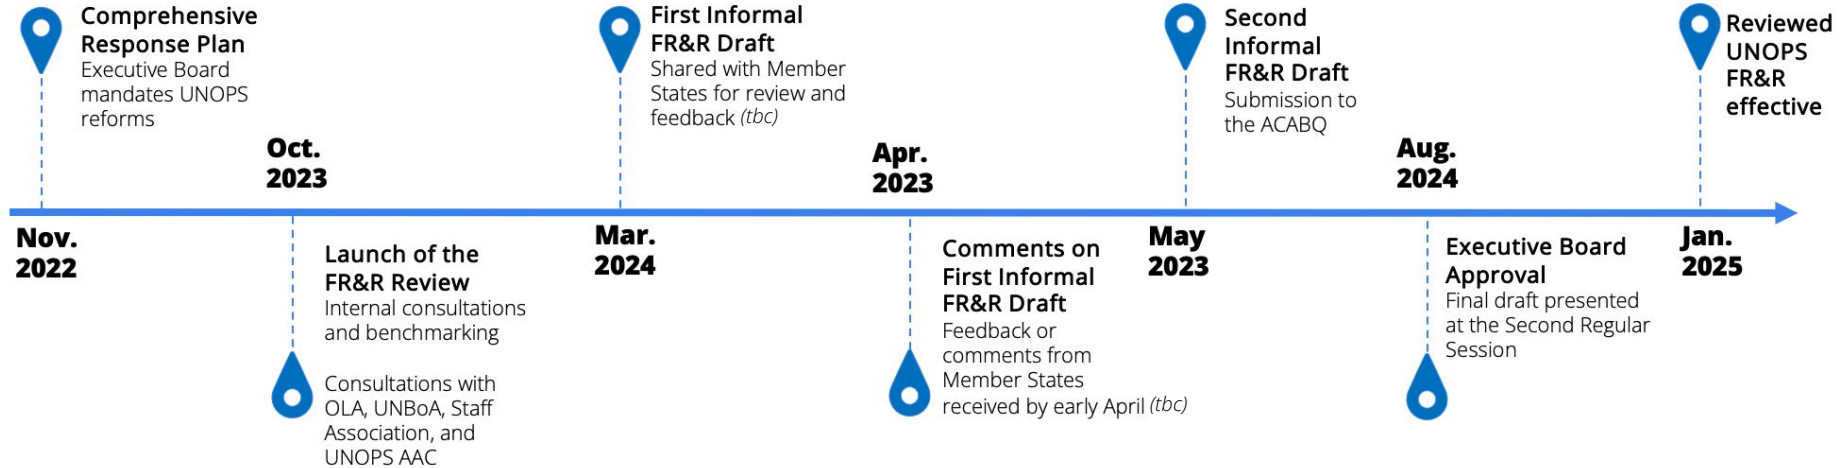 Comprehensive
Response Plan
Executive Board
mandates UNOPS
reforms
Nov.
2022
Oct.
2023
Launch of the
FR&R Review
Internal consultations
and benchmarking
Consultations with
OLA, UNBoA, Staff
Association, and
UNOPS AAC
First Informal
FR&R Draft
Shared with Member
States for review and
feedback (tbc)
Mar.
2024
Apr.
2023
Comments on
First Informal
FR&R Draft
Feedback or
comments from
Member States
received by early April (tbc)
Second
Informal
FR&R Draft
Submission to
the ACABQ
May
2023
Aug.
2024
Executive Board
Approval
Final draft presented
at the Second Regular
Session
Reviewed
UNOPS
FR&R
effective
Jan.
2025